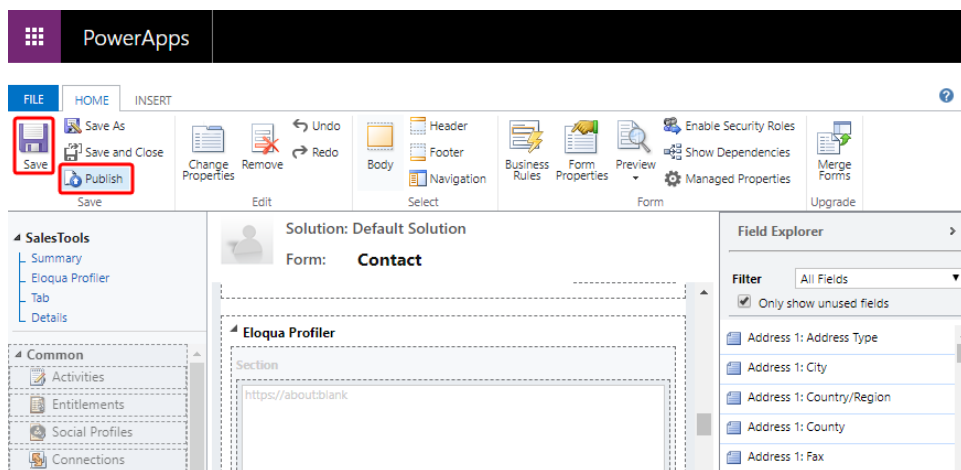 PowerApps
FILE HOME INSERT
Save
Save As
Save and Close
Publish
Save
Change Properties
Remove
Undo
Redo
Edit
Body
Header
Footer
Navigation
Select
Business Rules
Form Properties
Preview
Enable Security Roles
Show Dependencies
Managed Properties
Form
Merge Forms
Upgrade
SalesTools
Summary
Eloqua Profiler
Tab
Details
Common
Activities
Entitlements
Social Profiles
Connections
Solution: Default Solution
Form: Contact
Eloqua Profiler
Section
https://about:blank
Field Explorer
Filter All Fields
Only show unused fields
Address 1: Address Type
Address 1: City
Address 1: Country/Region
Address 1: County
Address 1: Fax